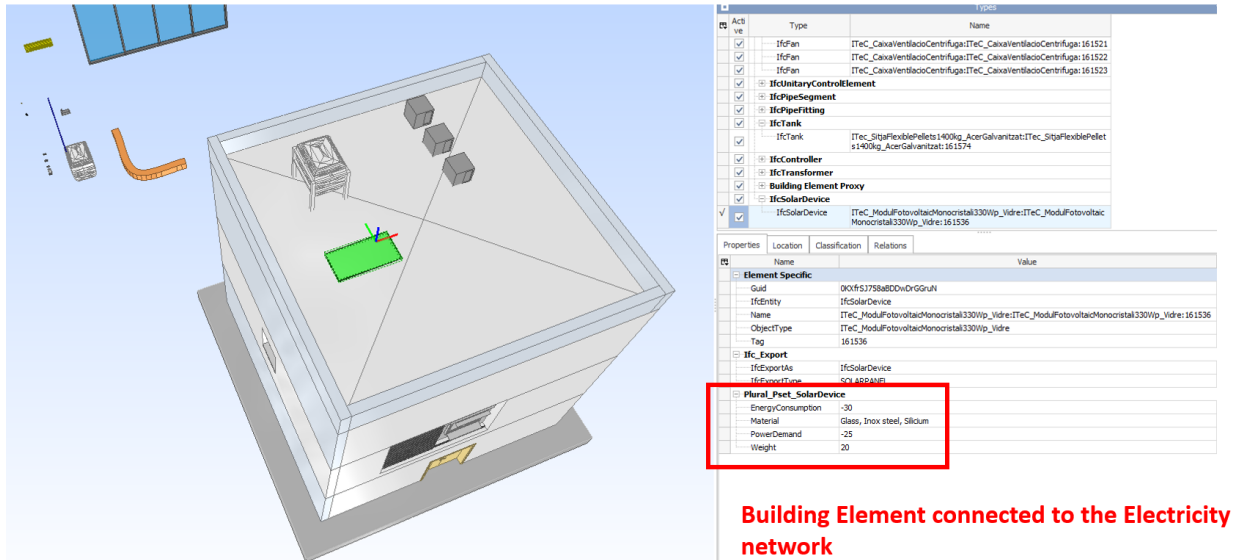 Types
Acti
ve
Type
Name
IfcFan
ITeC_CaixaVentilacioCentrifuga:ITeC_CaixaVentilacioCentrifuga:161521
IfcFan
ITeC_CaixaVentilacioCentrifuga:ITeC_CaixaVentilacioCentrifuga:161522
IfcFan
ITeC_CaixaVentilacioCentrifuga:ITeC_CaixaVentilacioCentrifuga:161523
IfcUnitaryControlElement
IfcPipeSegment
IfcPipeFitting
IfcTank
IfcTank
ITec_SitjaFlexiblePellets1400kg_AcerGalvanitzat:ITec_SitjaFlexiblePellet
s1400kg_AcerGalvanitzat:161574
IfcController
IfcTransformer
Building Element Proxy
IfcSolarDevice
IfcSolarDevice
ITeC_ModulFotovoltaicMonocristali330Wp_Vidre:ITeC_ModulFotovoltaic
Monocristali330Wp_Vidre:161536
Properties Location Classification Relations
Name
Value
Element Specific
Guid
0KXfrSJ758aBDDwDrGGruN
IfcEntity
IfcSolarDevice
Name
ITeC_ModulFotovoltaicMonocristali330Wp_Vidre:ITeC_ModulFotovoltaicMonocristali330Wp_Vidre:161536
ObjectType
ITeC_ModulFotovoltaicMonocristali330Wp_Vidre
Tag
161536
Ifc_Export
IfcExportAs
IfcSolarDevice
IfcExportType
SOLARPANEL
Plural_Pset_SolarDevice
EnergyConsumption
-30
Material
Glass, Inox steel, Silicium
PowerDemand
-25
Weight
20
Building Element connected to the Electricity
network